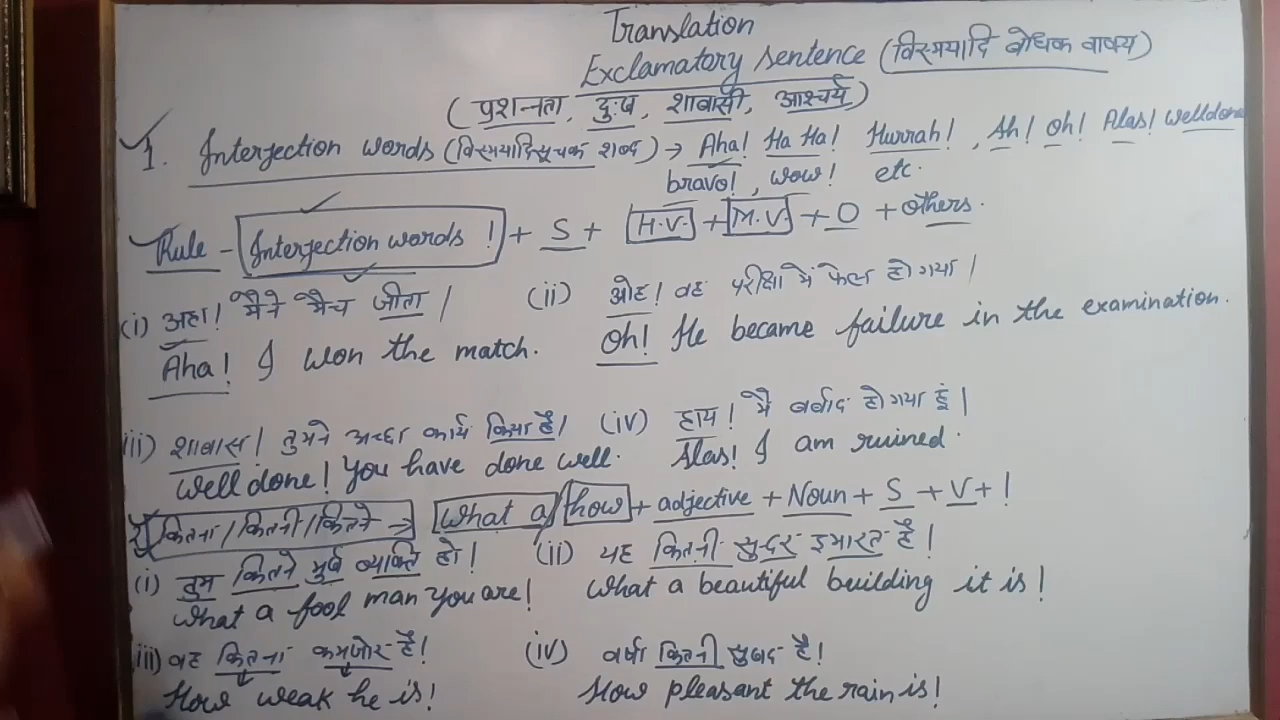 Translation
Exclamatory sentence (विस्मयादि बोधक वाक्य)
(प्रशन्नता, दुःख, शाबासी, आश्चर्य)
1. Interjection words (विस्मयादिसूचक शब्द) → Aha! Ha Ha! Hurrah!, Ah! Oh! Alas! Welldone
bravo!, wow! etc.
Rule - Interjection words ! + S + H.V. + M.V. + O + others.
(i) अहा! मैने मैच जीता। (ii) ओह! वह परीक्षा में फेल हो गया।
Aha! I won the match. Oh! He became failure in the examination.
iii) शाबास! तुमने अच्छा कार्य किया है। (iv) हाय! मै बर्बाद हो गया हूं।
Well done! You have done well. Alas! I am ruined.
2) कितना/कितनी/कितने → What a/how + adjective + Noun + S + V + !
(i) तुम कितने मुर्ख व्यक्ति हो! (ii) यह कितनी सुन्दर इमारत है!
What a fool man You are! What a beautiful building it is!
iii) वह कितना कमजोर है! (iv) वर्षा कितनी सुखद है!
How weak he is! How pleasant the rain is!